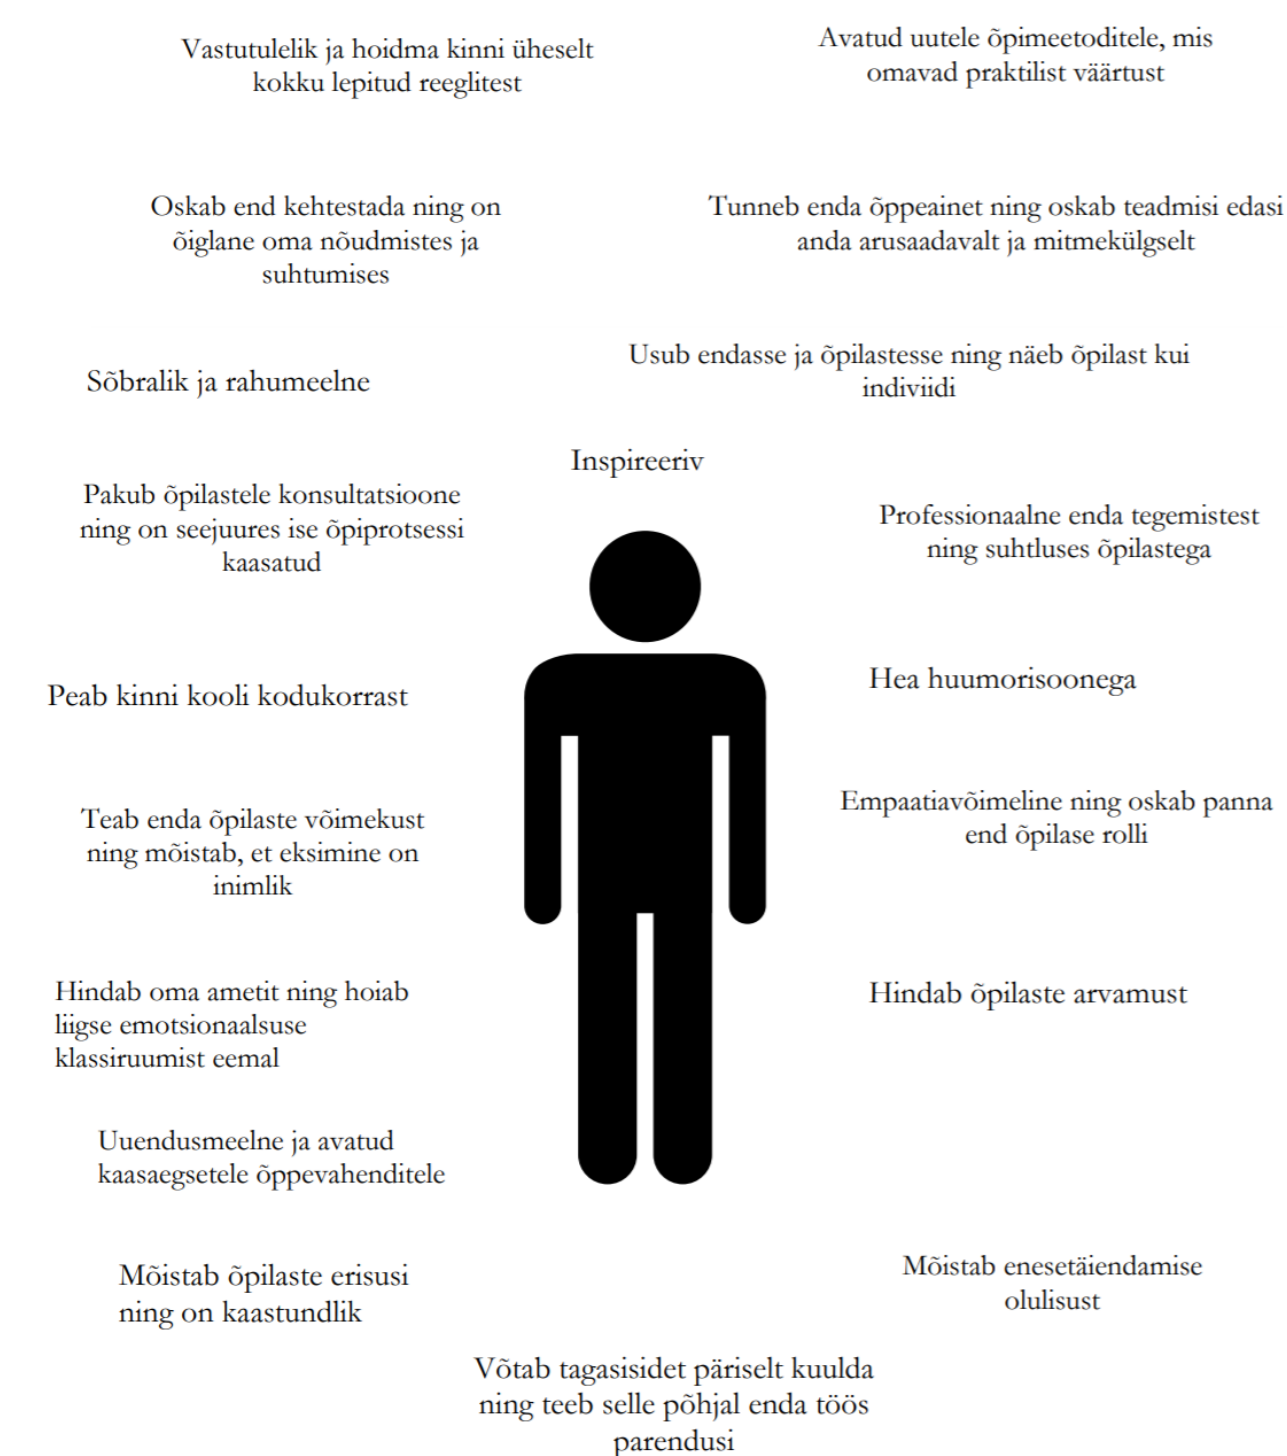 Vastutulelik ja hoidma kinni üheselt
kokku lepitud reeglitest
Avatud uutele õpimeetoditele, mis
omavad praktilist väärtust
Oskab end kehtestada ning on
õiglane oma nõudmistes ja
suhtumises
Tunneb enda õppeainet ning oskab teadmisi edasi
anda arusaadavalt ja mitmekülgselt
Usub endasse ja õpilastesse ning näeb õpilast kui
indiviidi
Sõbralik ja rahumeelne
Inspireeriv
Pakub õpilastele konsultatsioone
ning on seejuures ise õpiprotsessi
kaasatud
Professionaalne enda tegemistest
ning suhtluses õpilastega
Peab kinni kooli kodukorrast
Hea huumorisoonega
Teab enda õpilaste võimekust
ning mõistab, et eksimine on
inimlik
Empaatiavõimeline ning oskab panna
end õpilase rolli
Hindab oma ametit ning hoiab
liigse emotsionaalsuse
klassiruumist eemal
Hindab õpilaste arvamust
Uuendusmeelne ja avatud
kaasaegsetele õppevahenditele
Mõistab õpilaste erisusi
ning on kaastundlik
Mõistab enesetäiendamise
olulisust
Võtab tagasisidet päriselt kuulda
ning teeb selle põhjal enda töös
parendusi